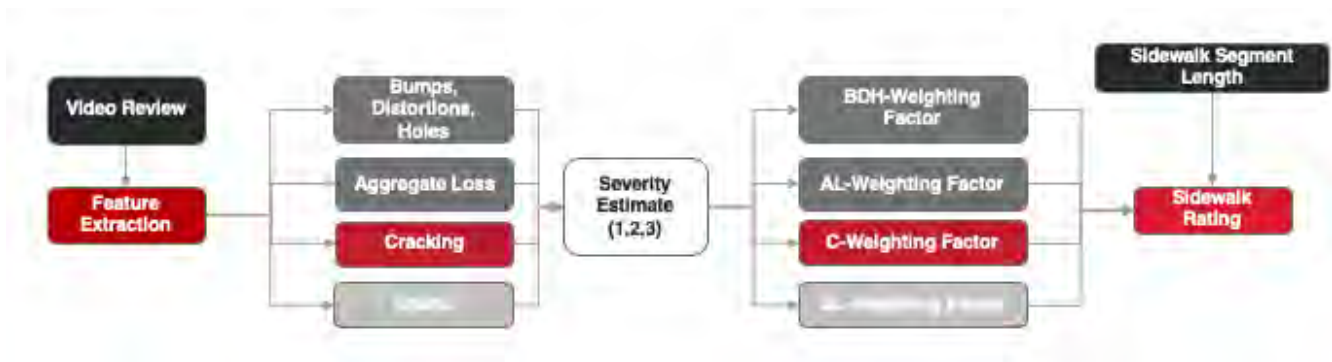 Video Review
Feature
Extraction
Bumps,
Distortions,
Holes
Aggregate Loss
Cracking
Severity
Estimate
(1,2,3)
BDH-Weighting
Factor
AL-Weighting Factor
C-Weighting Factor
Factor
Sidewalk Segment
Length
Sidewalk
Rating